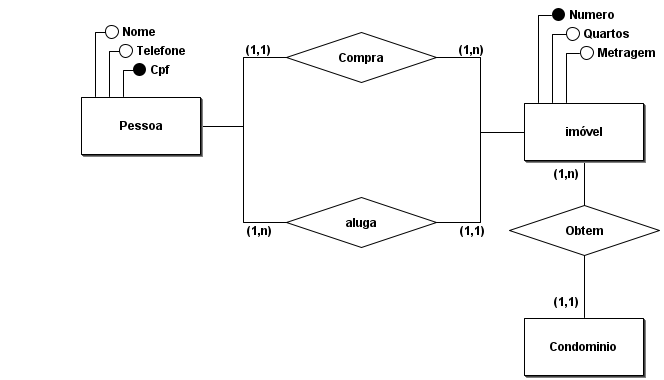 Nome
Telefone
Cpf
Pessoa
(1,1)
Compra
(1,n)
Numero
Quartos
Metragem
imóvel
(1,n)
aluga
(1,1)
(1,n)
Obtem
(1,1)
Condominio